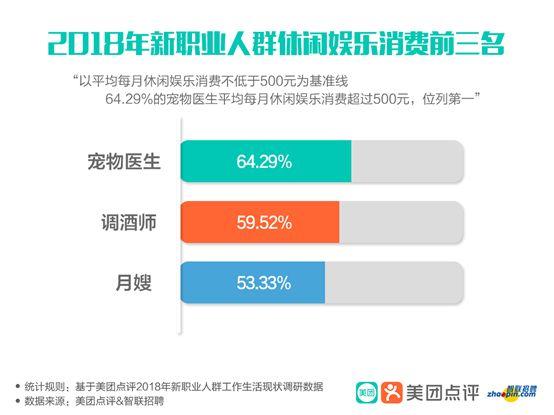 2018年新职业人群休闲娱乐消费前三名
“以平均每月休闲娱乐消费不低于500元为基准线
64.29%的宠物医生平均每月休闲娱乐消费超过500元，位列第一”
宠物医生 64.29%
调酒师 59.52%
月嫂 53.33%
• 统计规则：基于美团点评2018年新职业人群工作生活现状调研数据
• 数据来源：美团点评&智联招聘
美团 美团点评 智联招聘
zhaopin.com